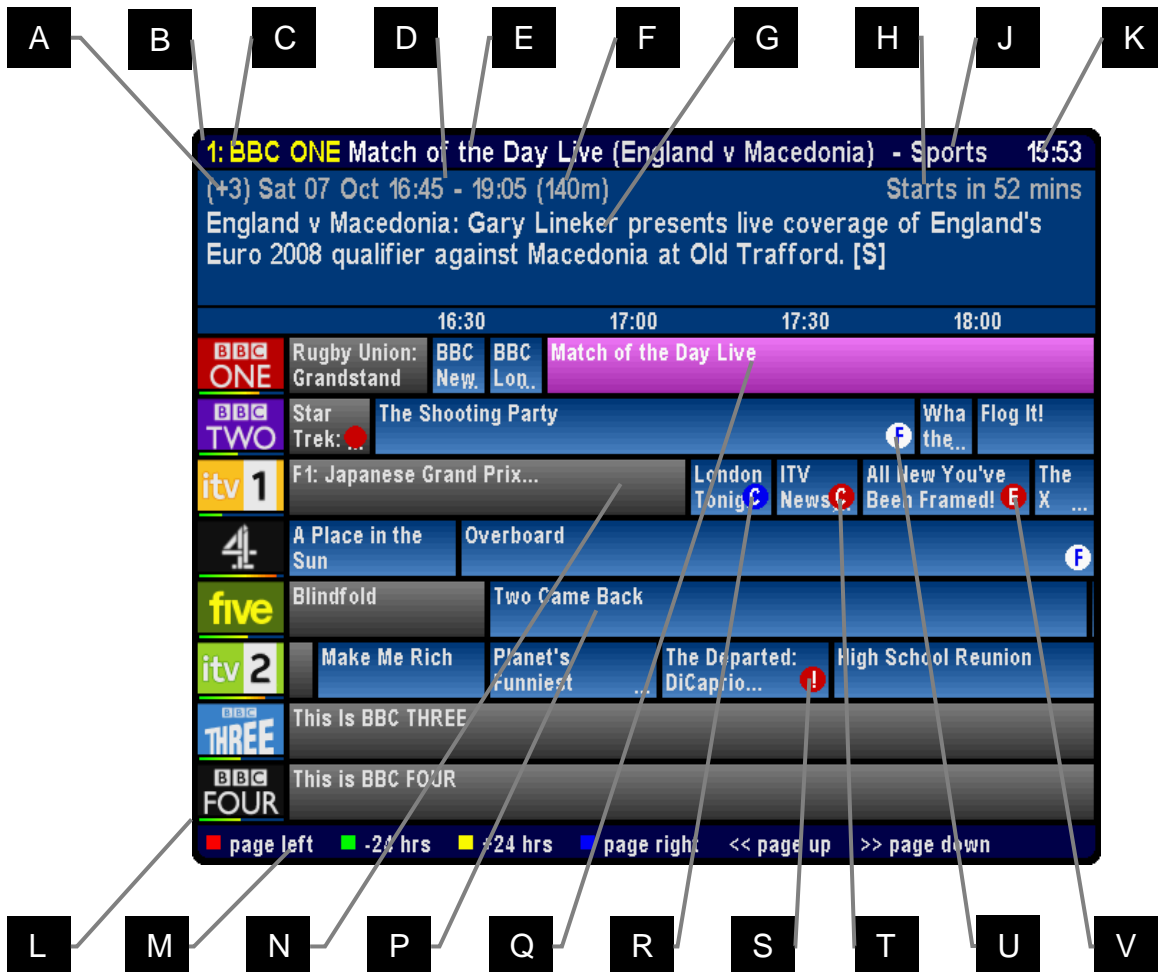 A B C D E F G H J K
1: BBC ONE Match of the Day Live (England v Macedonia) - Sports 15:53
(+3) Sat 07 Oct 16:45 - 19:05 (140m) Starts in 52 mins
England v Macedonia: Gary Lineker presents live coverage of England's
Euro 2008 qualifier against Macedonia at Old Trafford. [S]
16:30 17:00 17:30 18:00
BBC ONE
Rugby Union:
Grandstand
BBC
New..
BBC
Lon..
Match of the Day Live
BBC TWO
Star
Trek: ...
The Shooting Party
F
Wha
the...
Flog It!
itv 1
F1: Japanese Grand Prix...
London
Tonig C
ITV
News C
All New You've
Been Framed! E
The
X ...
4
A Place in the
Sun
Overboard
F
five
Blindfold
Two Came Back
itv 2
Make Me Rich
Planet's
Funniest ...
The Departed:
DiCaprio... !
High School Reunion
BBC THREE
This Is BBC THREE
BBC FOUR
This is BBC FOUR
page left -24 hrs +24 hrs page right << page up >> page down
L M N P Q R S T U V